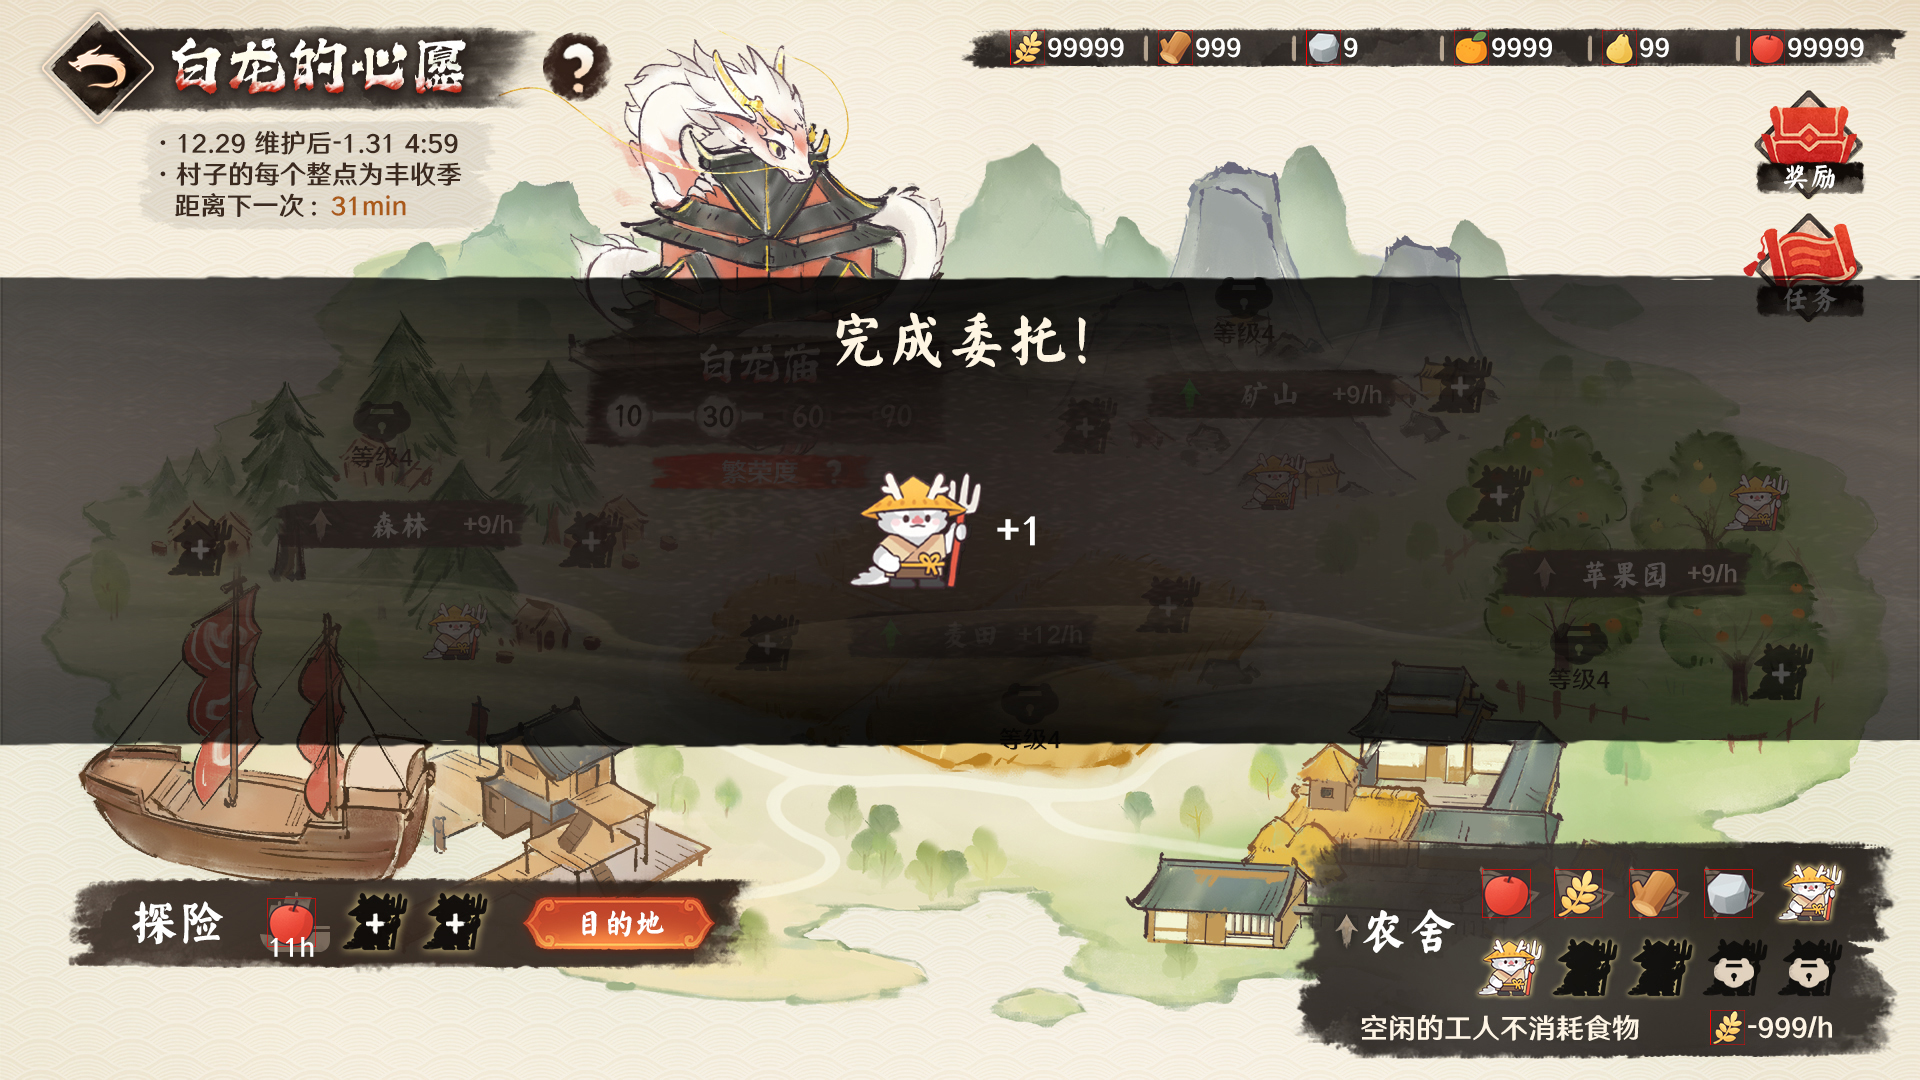 白龙的心愿
?
99999
999
9
9999
99
99999
· 12.29 维护后-1.31 4:59
· 村子的每个整点为丰收季
距离下一次：31min
奖励
任务
完成委托！
等级4
白龙庙
10
30
60
90
矿山 +9/h
等级4
繁荣度 ?
森林 +9/h
+1
苹果园 +9/h
麦田 +12/h
等级4
等级4
探险
11h
目的地
农舍
空闲的工人不消耗食物
-999/h